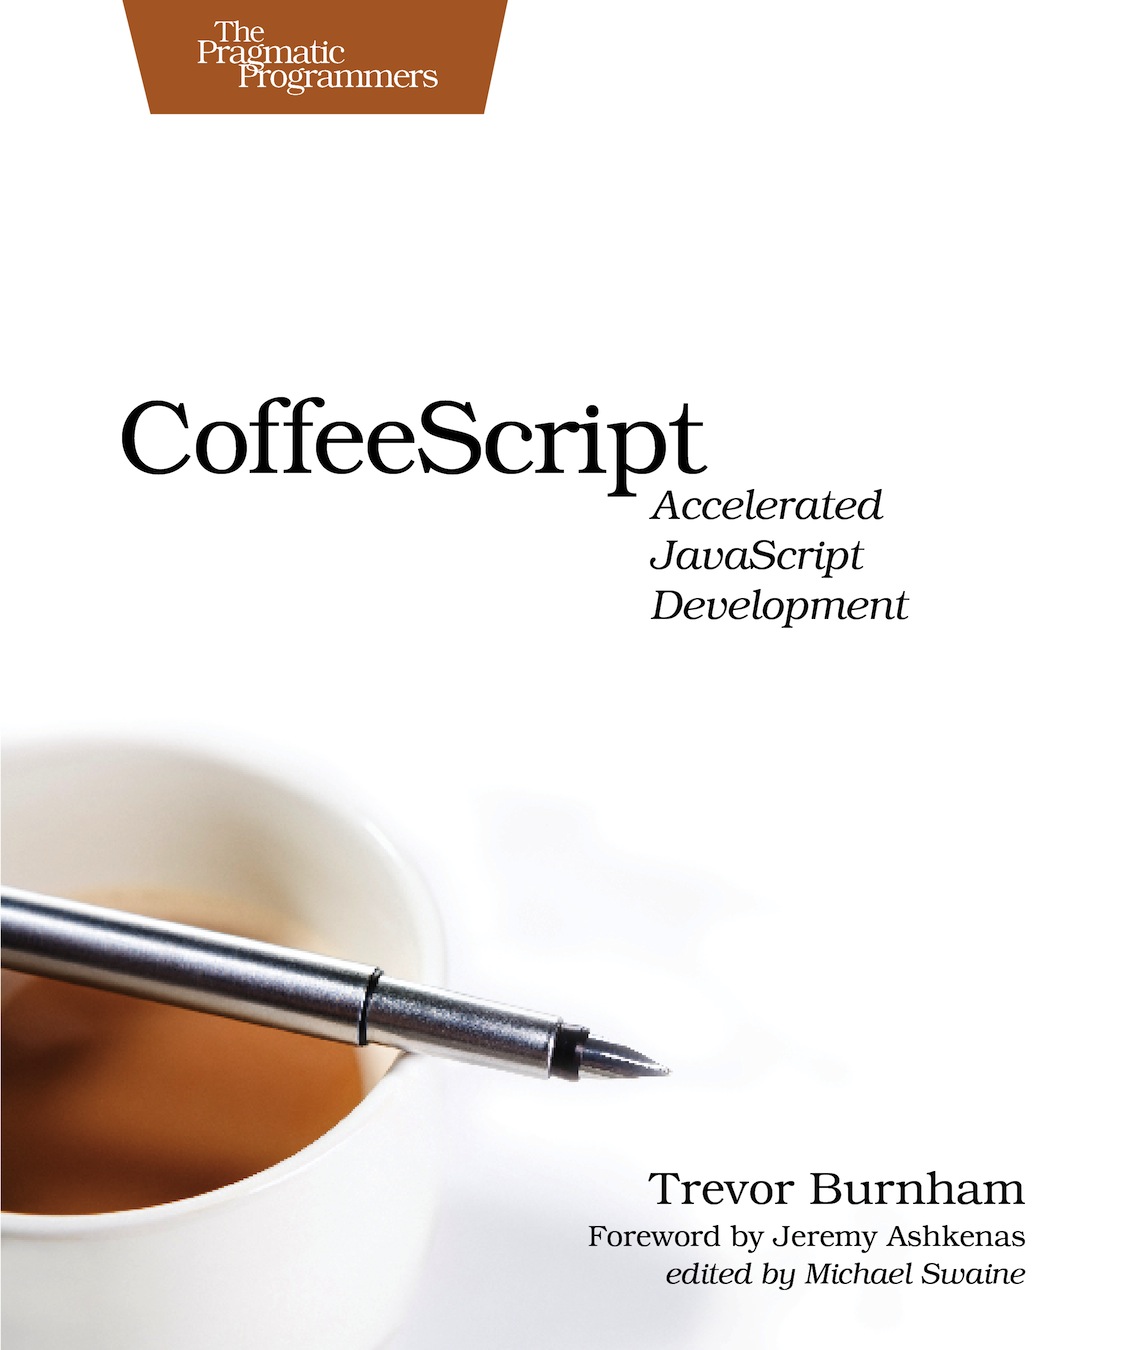 The
Pragmatic
Programmers
CoffeeScript
Accelerated
JavaScript
Development
Trevor Burnham
Foreword by Jeremy Ashkenas
edited by Michael Swaine